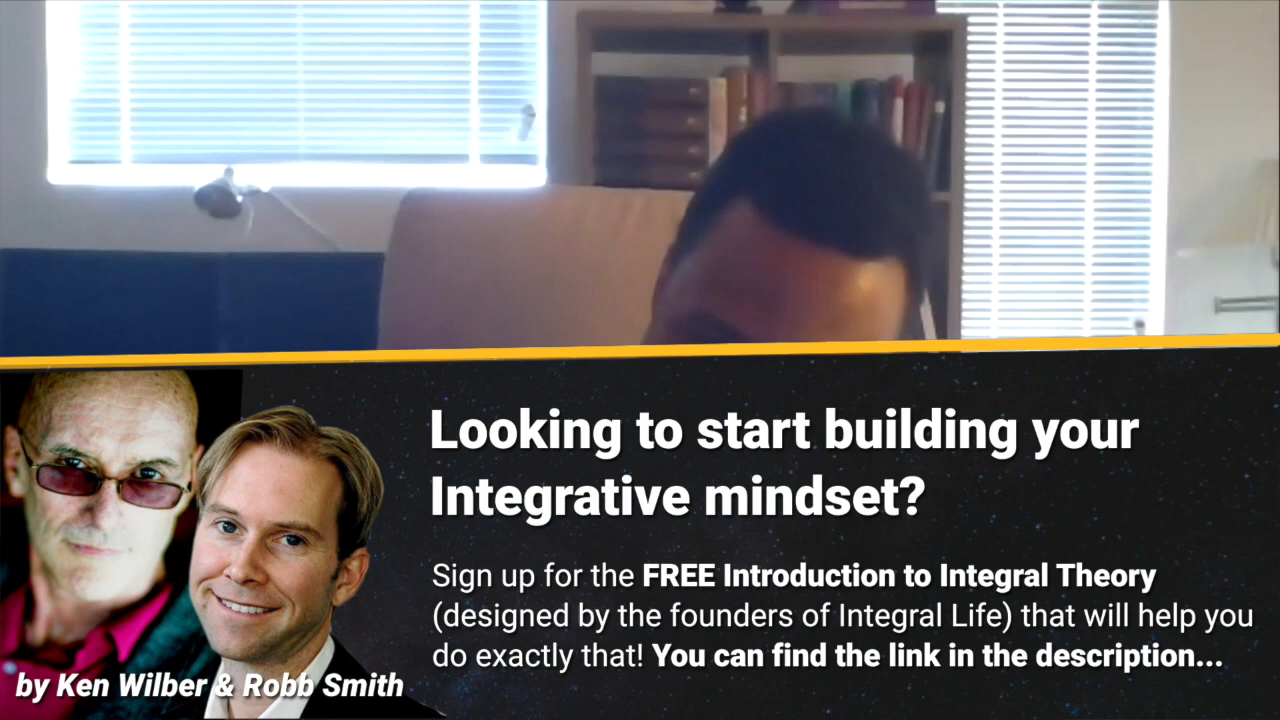 Looking to start building your
Integrative mindset?
Sign up for the FREE Introduction to Integral Theory
(designed by the founders of Integral Life) that will help you
do exactly that! You can find the link in the description...
by Ken Wilber & Robb Smith